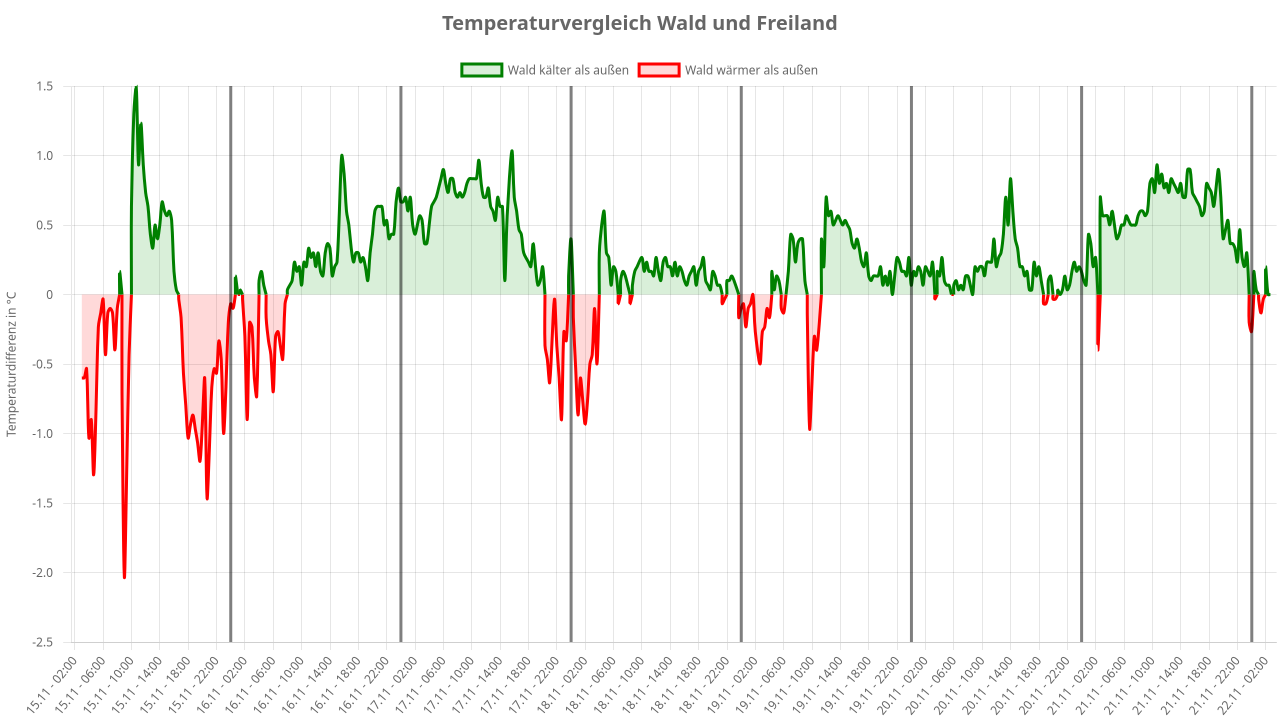 Temperaturvergleich Wald und Freiland
Wald kälter als außen
Wald wärmer als außen
Temperaturdifferenz in °C
1.5
1.0
0.5
0
-0.5
-1.0
-1.5
-2.0
-2.5
15.11 - 02:00
15.11 - 06:00
15.11 - 10:00
15.11 - 14:00
15.11 - 18:00
15.11 - 22:00
16.11 - 02:00
16.11 - 06:00
16.11 - 10:00
16.11 - 14:00
16.11 - 18:00
16.11 - 22:00
17.11 - 02:00
17.11 - 06:00
17.11 - 10:00
17.11 - 14:00
17.11 - 18:00
17.11 - 22:00
18.11 - 02:00
18.11 - 06:00
18.11 - 10:00
18.11 - 14:00
18.11 - 18:00
18.11 - 22:00
19.11 - 02:00
19.11 - 06:00
19.11 - 10:00
19.11 - 14:00
19.11 - 18:00
19.11 - 22:00
20.11 - 02:00
20.11 - 06:00
20.11 - 10:00
20.11 - 14:00
20.11 - 18:00
20.11 - 22:00
21.11 - 02:00
21.11 - 06:00
21.11 - 10:00
21.11 - 14:00
21.11 - 18:00
21.11 - 22:00
22.11 - 02:00